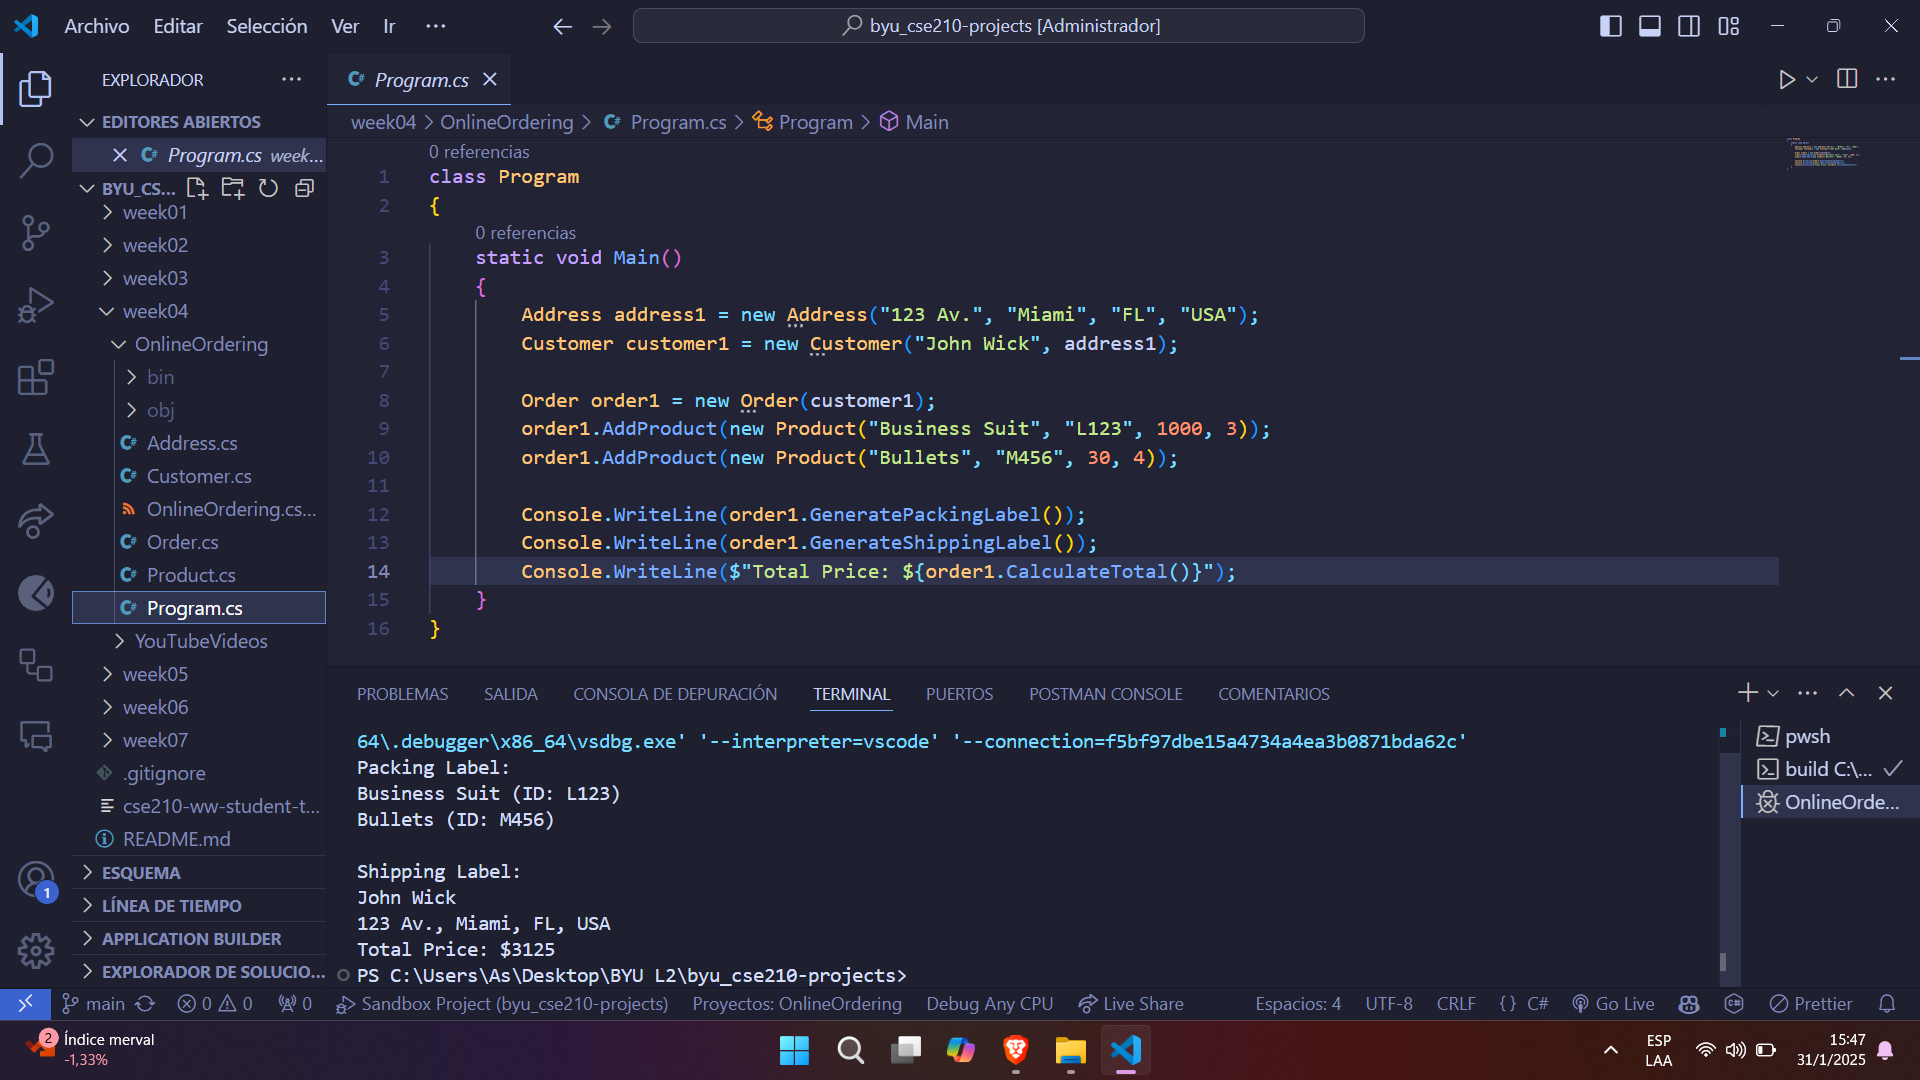 Archivo Editar Selección Ver Ir ···
byu_cse210-projects [Administrador]
EXPLORADOR
EDITORES ABIERTOS
Program.cs week...
BYU_CS...
week01
week02
week03
week04
OnlineOrdering
bin
obj
Address.cs
Customer.cs
OnlineOrdering.cs...
Order.cs
Product.cs
Program.cs
YouTubeVideos
week05
week06
week07
.gitignore
cse210-ww-student-t...
README.md
ESQUEMA
LÍNEA DE TIEMPO
APPLICATION BUILDER
EXPLORADOR DE SOLUCIO...
1
Program.cs
week04 > OnlineOrdering > Program.cs > Program > Main
0 referencias
1 class Program
2 {
0 referencias
3 static void Main()
4 {
5 Address address1 = new Address("123 Av.", "Miami", "FL", "USA");
6 Customer customer1 = new Customer("John Wick", address1);
7
8 Order order1 = new Order(customer1);
9 order1.AddProduct(new Product("Business Suit", "L123", 1000, 3));
10 order1.AddProduct(new Product("Bullets", "M456", 30, 4));
11
12 Console.WriteLine(order1.GeneratePackingLabel());
13 Console.WriteLine(order1.GenerateShippingLabel());
14 Console.WriteLine($"Total Price: ${order1.CalculateTotal()}");
15 }
16 }
PROBLEMAS SALIDA CONSOLA DE DEPURACIÓN TERMINAL PUERTOS POSTMAN CONSOLE COMENTARIOS
64\.debugger\x86_64\vsdbg.exe' '--interpreter=vscode' '--connection=f5bf97dbe15a4734a4ea3b0871bda62c'
Packing Label:
Business Suit (ID: L123)
Bullets (ID: M456)
Shipping Label:
John Wick
123 Av., Miami, FL, USA
Total Price: $3125
PS C:\Users\As\Desktop\BYU L2\byu_cse210-projects>
pwsh
build C:\...
OnlineOrde...
main 0 0 0 Sandbox Project (byu_cse210-projects) Proyectos: OnlineOrdering Debug Any CPU Live Share Espacios: 4 UTF-8 CRLF {} C# Go Live Prettier
2 Índice merval
-1,33%
ESP
LAA
15:47
31/1/2025